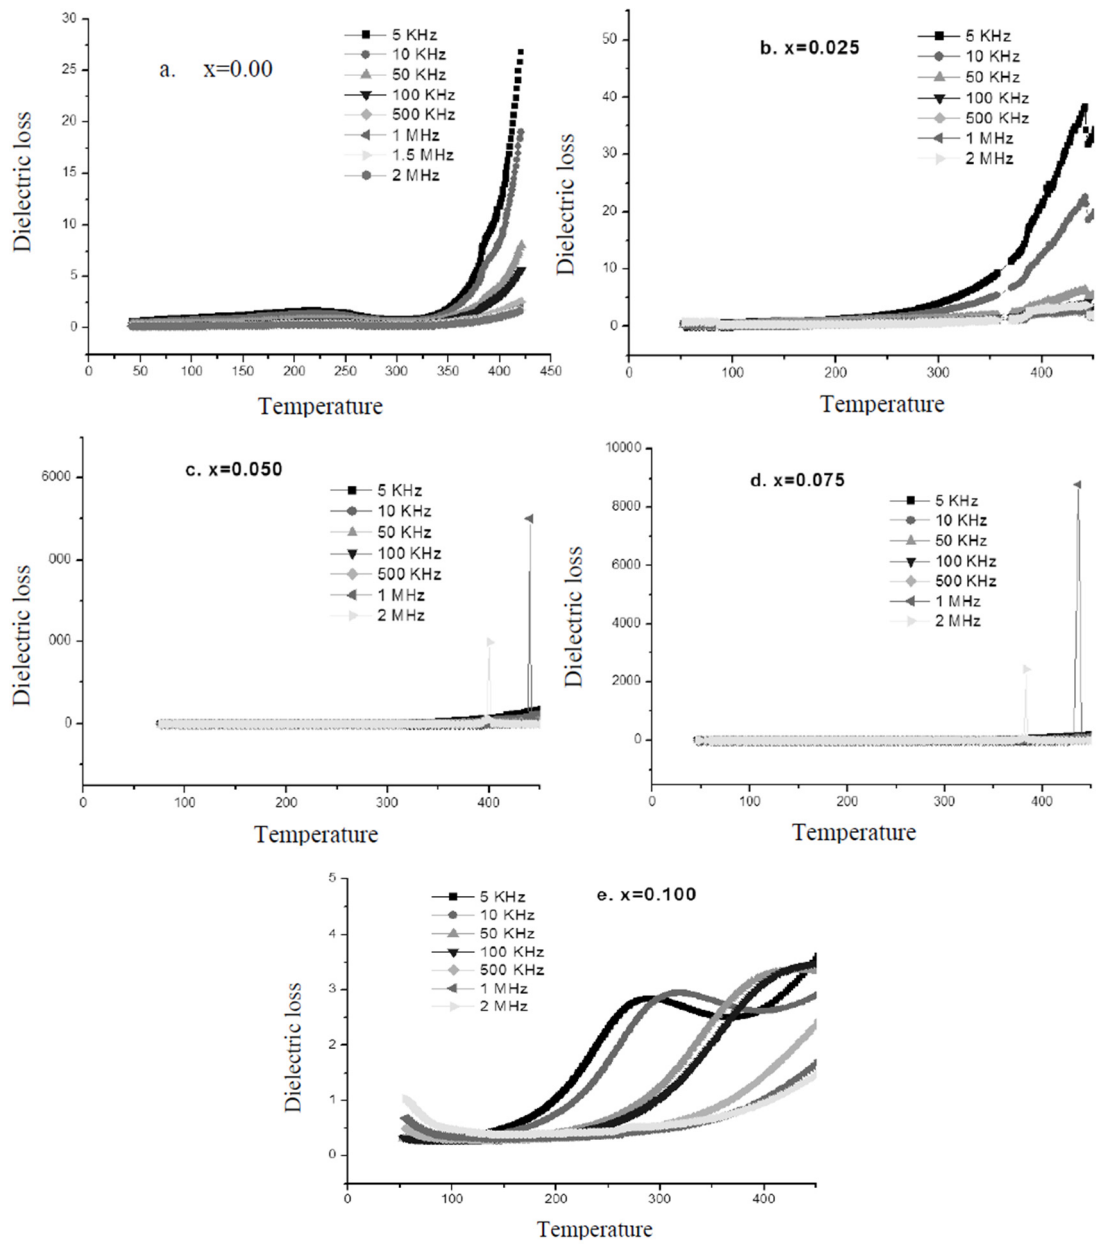 a. x=0.00
5 KHz
10 KHz
50 KHz
100 KHz
500 KHz
1 MHz
1.5 MHz
2 MHz
Dielectric loss
30
25
20
15
10
5
0
0 50 100 150 200 250 300 350 400 450
Temperature
b. x=0.025
5 KHz
10 KHz
50 KHz
100 KHz
500 KHz
1 MHz
2 MHz
Dielectric loss
50
40
30
20
10
0
0 100 200 300 400
Temperature
c. x=0.050
5 KHz
10 KHz
50 KHz
100 KHz
500 KHz
1 MHz
2 MHz
Dielectric loss
6000
000
000
0
0 100 200 300 400
Temperature
d. x=0.075
5 KHz
10 KHz
50 KHz
100 KHz
500 KHz
1 MHz
2 MHz
Dielectric loss
10000
8000
6000
4000
2000
0
0 100 200 300 400
Temperature
e. x=0.100
5 KHz
10 KHz
50 KHz
100 KHz
500 KHz
1 MHz
2 MHz
Dielectric loss
5
4
3
2
1
0
0 100 200 300 400
Temperature